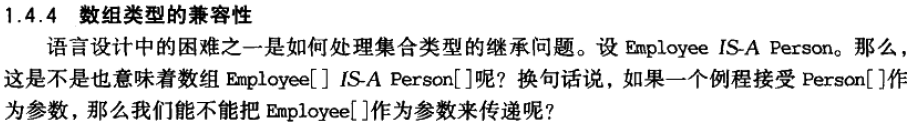 1.4.4 数组类型的兼容性
语言设计中的困难之一是如何处理集合类型的继承问题。设 Employee IS-A Person。那么，
这是不是也意味着数组 Employee[] IS-A Person[]呢？换句话说，如果一个例程接受 Person[]作
为参数，那么我们能不能把 Employee[]作为参数来传递呢？